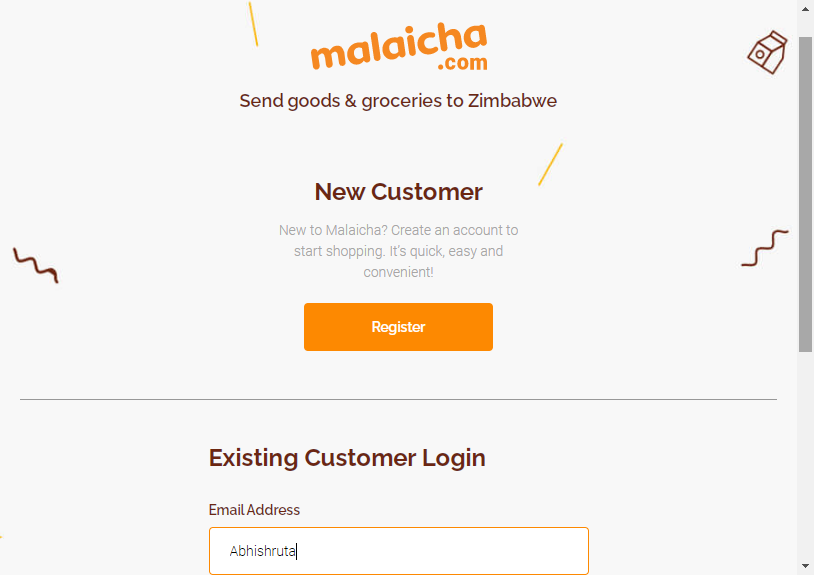 malaicha
.com
Send goods & groceries to Zimbabwe
New Customer
New to Malaicha? Create an account to
start shopping. It's quick, easy and
convenient!
Register
Existing Customer Login
Email Address
Abhishruta